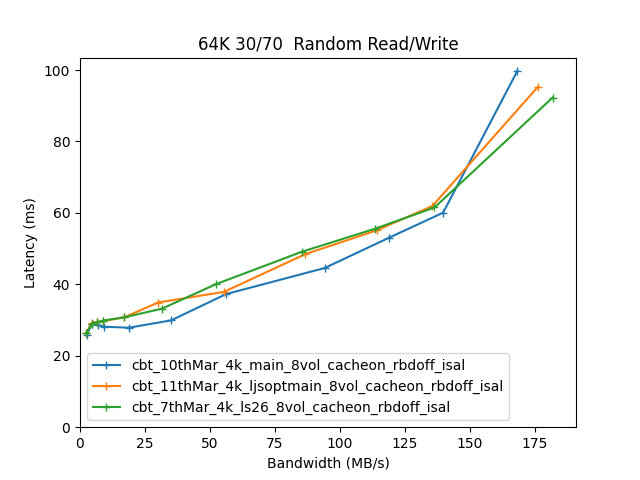 64K 30/70  Random Read/Write
Latency (ms)
100
80
60
40
20
0
cbt_10thMar_4k_main_8vol_cacheon_rbdoff_isal
cbt_11thMar_4k_ljsoptmain_8vol_cacheon_rbdoff_isal
cbt_7thMar_4k_ls26_8vol_cacheon_rbdoff_isal
0 25 50 75 100 125 150 175
Bandwidth (MB/s)